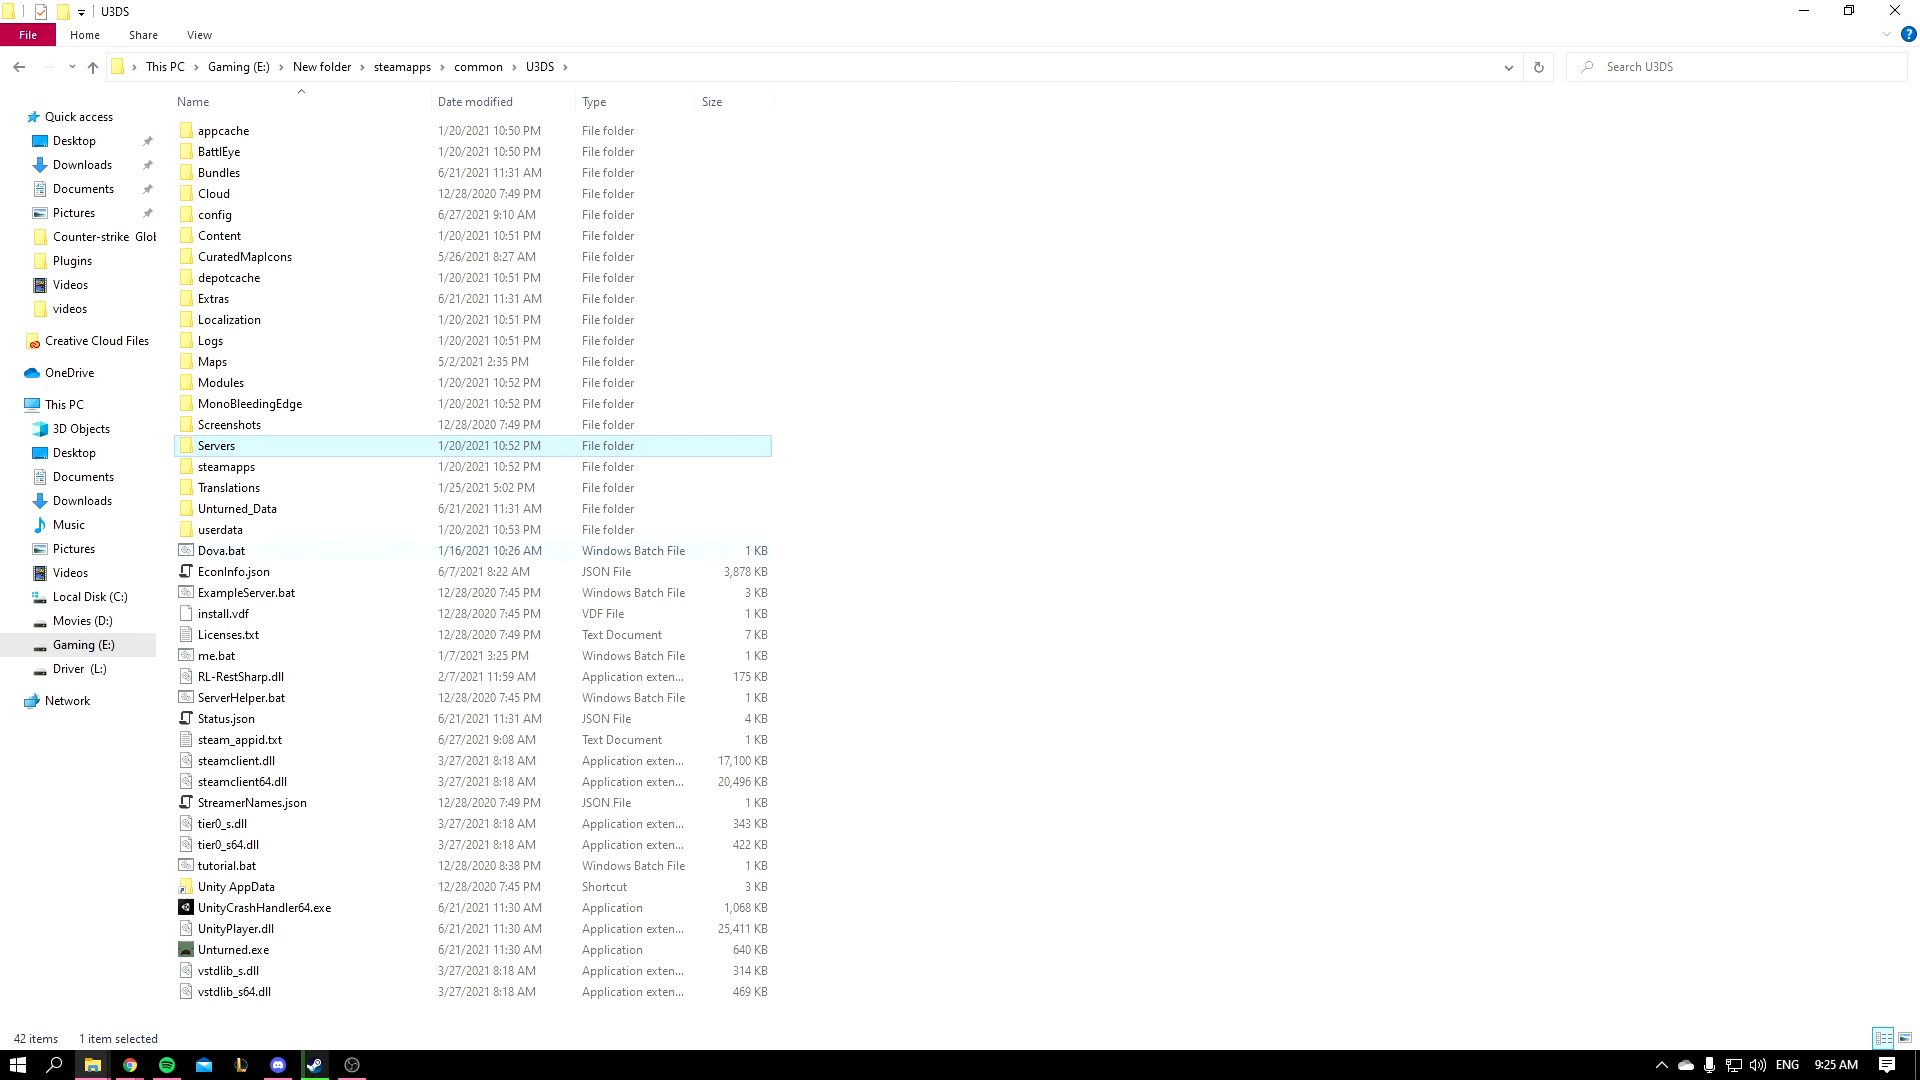 U3DS
File Home Share View
This PC Gaming (E:) New folder steamapps common U3DS Search U3DS
Name Date modified Type Size
Quick access
Desktop
Downloads
Documents
Pictures
Counter-strike Glob
Plugins
Videos
videos
Creative Cloud Files
OneDrive
This PC
3D Objects
Desktop
Documents
Downloads
Music
Pictures
Videos
Local Disk (C:)
Movies (D:)
Gaming (E:)
Driver (L:)
Network
appcache 1/20/2021 10:50 PM File folder
BattlEye 1/20/2021 10:50 PM File folder
Bundles 6/21/2021 11:31 AM File folder
Cloud 12/28/2020 7:49 PM File folder
config 6/27/2021 9:10 AM File folder
Content 1/20/2021 10:51 PM File folder
CuratedMapIcons 5/26/2021 8:27 AM File folder
depotcache 1/20/2021 10:51 PM File folder
Extras 6/21/2021 11:31 AM File folder
Localization 1/20/2021 10:51 PM File folder
Logs 1/20/2021 10:51 PM File folder
Maps 5/2/2021 2:35 PM File folder
Modules 1/20/2021 10:52 PM File folder
MonoBleedingEdge 1/20/2021 10:52 PM File folder
Screenshots 12/28/2020 7:49 PM File folder
Servers 1/20/2021 10:52 PM File folder
steamapps 1/20/2021 10:52 PM File folder
Translations 1/25/2021 5:02 PM File folder
Unturned_Data 6/21/2021 11:31 AM File folder
userdata 1/20/2021 10:53 PM File folder
Dova.bat 1/16/2021 10:26 AM Windows Batch File 1 KB
EconInfo.json 6/7/2021 8:22 AM JSON File 3,878 KB
ExampleServer.bat 12/28/2020 7:45 PM Windows Batch File 3 KB
install.vdf 12/28/2020 7:45 PM VDF File 1 KB
Licenses.txt 12/28/2020 7:49 PM Text Document 7 KB
me.bat 1/7/2021 3:25 PM Windows Batch File 1 KB
RL-RestSharp.dll 2/7/2021 11:59 AM Application exten... 175 KB
ServerHelper.bat 12/28/2020 7:45 PM Windows Batch File 1 KB
Status.json 6/21/2021 11:31 AM JSON File 4 KB
steam_appid.txt 6/27/2021 9:08 AM Text Document 1 KB
steamclient.dll 3/27/2021 8:18 AM Application exten... 17,100 KB
steamclient64.dll 3/27/2021 8:18 AM Application exten... 20,496 KB
StreamerNames.json 12/28/2020 7:49 PM JSON File 1 KB
tier0_s.dll 3/27/2021 8:18 AM Application exten... 343 KB
tier0_s64.dll 3/27/2021 8:18 AM Application exten... 422 KB
tutorial.bat 12/28/2020 8:38 PM Windows Batch File 1 KB
Unity AppData 12/28/2020 7:45 PM Shortcut 3 KB
UnityCrashHandler64.exe 6/21/2021 11:30 AM Application 1,068 KB
UnityPlayer.dll 6/21/2021 11:30 AM Application exten... 25,411 KB
Unturned.exe 6/21/2021 11:30 AM Application 640 KB
vstdlib_s.dll 3/27/2021 8:18 AM Application exten... 314 KB
vstdlib_s64.dll 3/27/2021 8:18 AM Application exten... 469 KB
42 items 1 item selected
ENG 9:25 AM